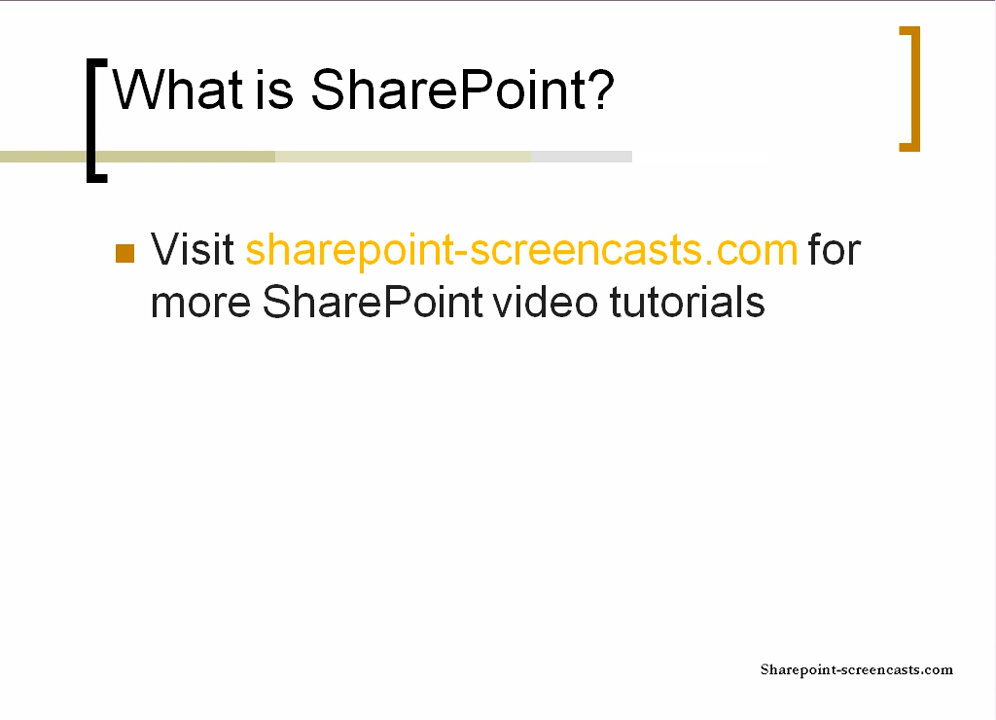 What is SharePoint?
Visit sharepoint-screencasts.com for
more SharePoint video tutorials
Sharepoint-screencasts.com